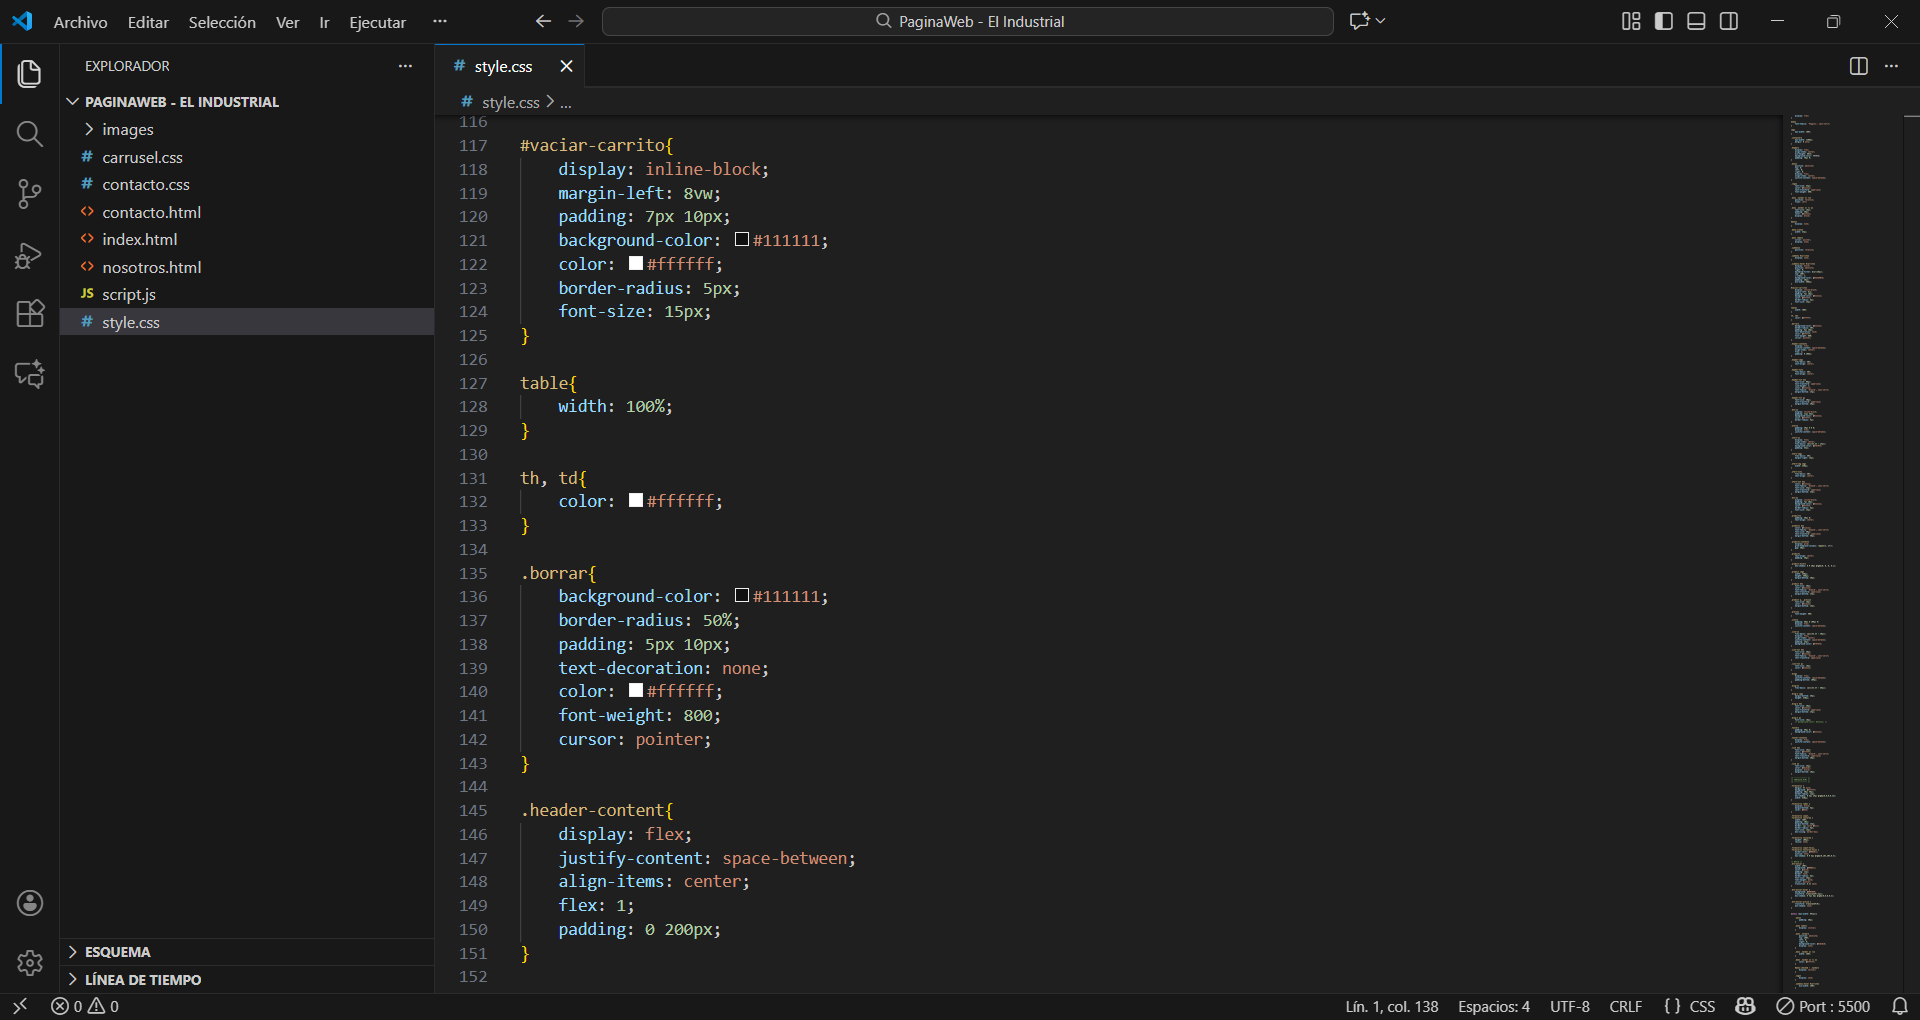 Archivo Editar Selección Ver Ir Ejecutar ···
PaginaWeb - El Industrial
EXPLORADOR ···
PAGINAWEB - EL INDUSTRIAL
images
# carrusel.css
# contacto.css
<> contacto.html
<> index.html
<> nosotros.html
JS script.js
# style.css
ESQUEMA
LÍNEA DE TIEMPO
# style.css
# style.css > ...
116
117 #vaciar-carrito{
118 display: inline-block;
119 margin-left: 8vw;
120 padding: 7px 10px;
121 background-color: #111111;
122 color: #ffffff;
123 border-radius: 5px;
124 font-size: 15px;
125 }
126
127 table{
128 width: 100%;
129 }
130
131 th, td{
132 color: #ffffff;
133 }
134
135 .borrar{
136 background-color: #111111;
137 border-radius: 50%;
138 padding: 5px 10px;
139 text-decoration: none;
140 color: #ffffff;
141 font-weight: 800;
142 cursor: pointer;
143 }
144
145 .header-content{
146 display: flex;
147 justify-content: space-between;
148 align-items: center;
149 flex: 1;
150 padding: 0 200px;
151 }
152
0 0 Lín. 1, col. 138 Espacios: 4 UTF-8 CRLF {} CSS Port : 5500